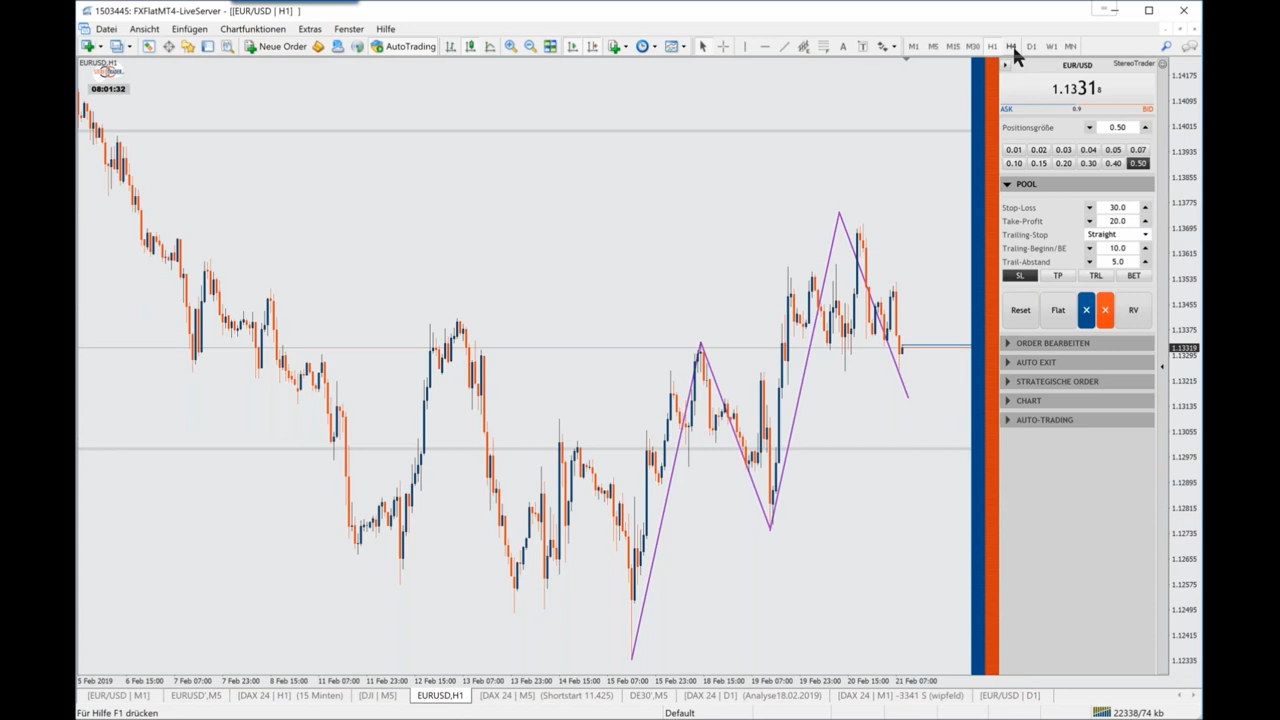 1503445: FXFlatMT4-LiveServer - [[EUR/USD | H1] ]
Datei Ansicht Einfügen Chartfunktionen Extras Fenster Hilfe
Neue Order AutoTrading A T M1 M5 M15 M30 H1 H4 D1 W1 MN
EURUSD,H1
08:01:32
EUR/USD StereoTrader
1.13318
ASK 0.9 BID
Positionsgröße 0.50
0.01 0.02 0.03 0.04 0.05 0.07
0.10 0.15 0.20 0.30 0.40 0.50
POOL
Stop-Loss 30.0
Take-Profit 20.0
Trailing-Stop Straight
Traling-Beginn/BE 10.0
Trail-Abstand 5.0
SL TP TRL BET
Reset Flat X X RV
ORDER BEARBEITEN
AUTO EXIT
STRATEGISCHE ORDER
CHART
AUTO-TRADING
1.14175
1.14095
1.14015
1.13935
1.13855
1.13775
1.13695
1.13615
1.13535
1.13455
1.13375
1.13319
1.13295
1.13215
1.13135
1.13055
1.12975
1.12895
1.12815
1.12735
1.12655
1.12575
1.12495
1.12415
1.12335
5 Feb 2019 6 Feb 15:00 7 Feb 07:00 7 Feb 23:00 8 Feb 15:00 11 Feb 07:00 11 Feb 23:00 12 Feb 15:00 13 Feb 07:00 13 Feb 23:00 14 Feb 15:00 15 Feb 07:00 15 Feb 23:00 18 Feb 15:00 19 Feb 07:00 19 Feb 23:00 20 Feb 15:00 21 Feb 07:00
[EUR/USD | M1] EURUSD',M5 [DAX 24 | H1] (15 Minten) [DJI | M5] EURUSD,H1 [DAX 24 | M5] (Shortstart 11.425) DE30',M5 [DAX 24 | D1] (Analyse18.02.2019) [DAX 24 | M1] -3341 S (wipfeld) [EUR/USD | D1]
Für Hilfe F1 drücken Default 22338/74 kb